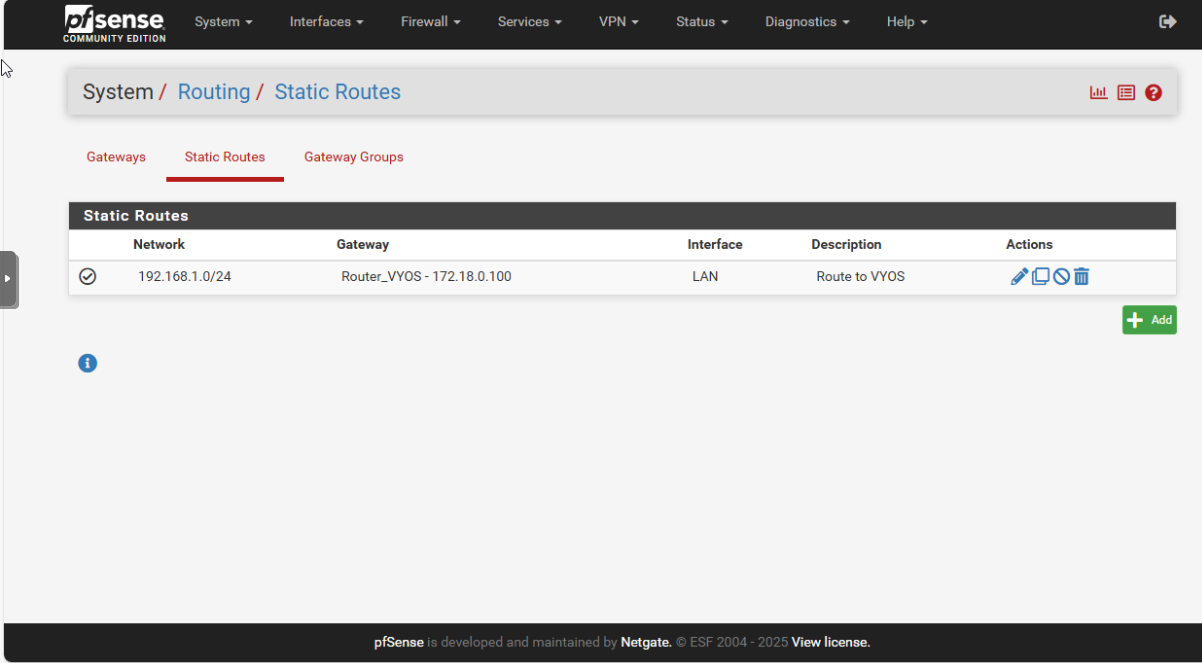 pfsense
COMMUNITY EDITION
System
Interfaces
Firewall
Services
VPN
Status
Diagnostics
Help
System / Routing / Static Routes
Gateways
Static Routes
Gateway Groups
Static Routes
Network Gateway Interface Description Actions
192.168.1.0/24 Router_VYOS - 172.18.0.100 LAN Route to VYOS
Add
pfSense is developed and maintained by Netgate. © ESF 2004 - 2025 View license.